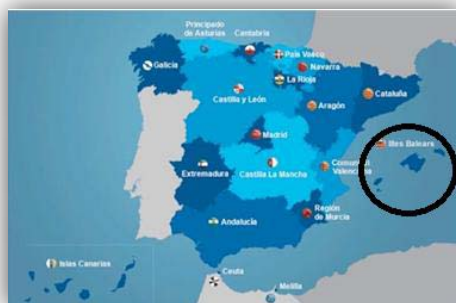 Principado
de Asturias
Cantabria
País Vasco
Navarra
Galicia
La Rioja
Cataluña
Castilla y León
Aragón
Madrid
Illes Balears
Extremadura
Castilla La Mancha
Comunitat
Valenciana
Andalucía
Región
de Murcia
Islas Canarias
Ceuta
Melilla